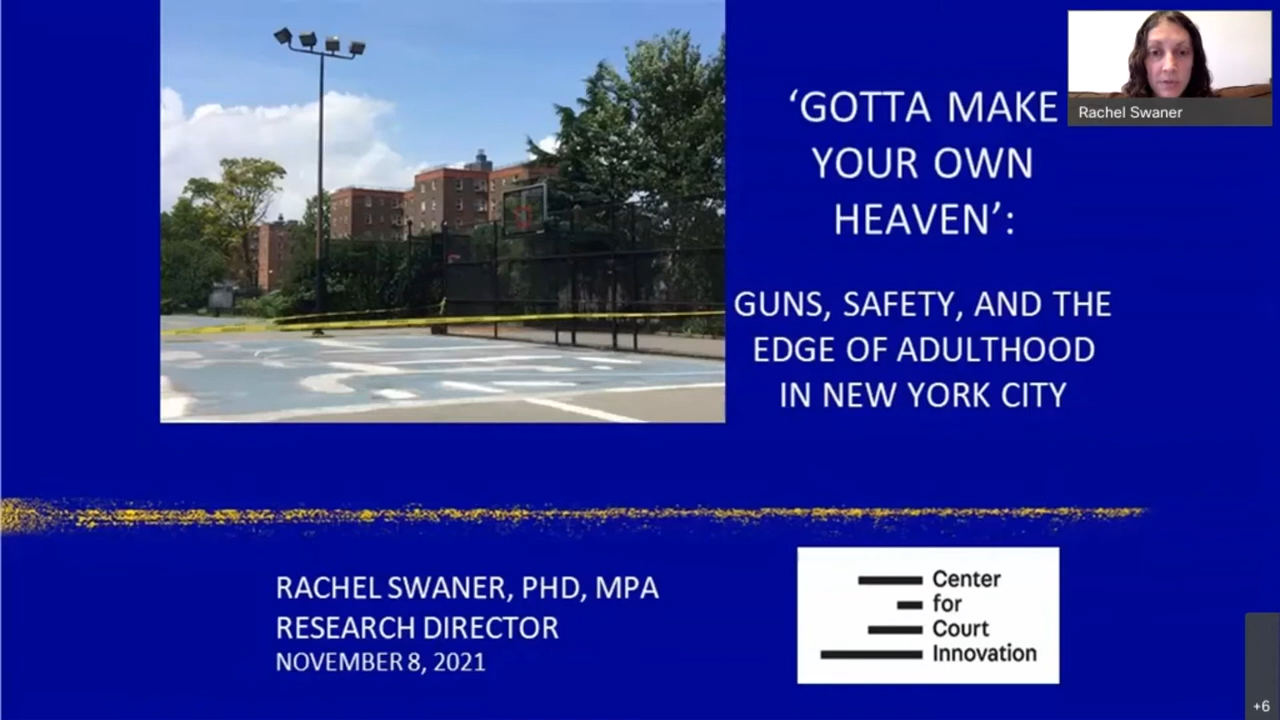 ‘GOTTA MAKE
YOUR OWN
HEAVEN’:
GUNS, SAFETY, AND THE
EDGE OF ADULTHOOD
IN NEW YORK CITY
Rachel Swaner
RACHEL SWANER, PHD, MPA
RESEARCH DIRECTOR
NOVEMBER 8, 2021
Center
for
Court
Innovation
+6